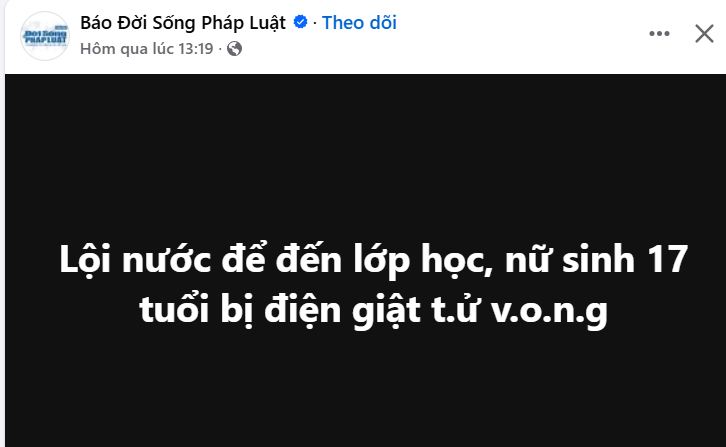 Báo Đời Sống Pháp Luật · Theo dõi
Hôm qua lúc 13:19 ·
Đời Sống
PHÁP LUẬT
Lội nước để đến lớp học, nữ sinh 17
tuổi bị điện giật t.ử v.o.n.g